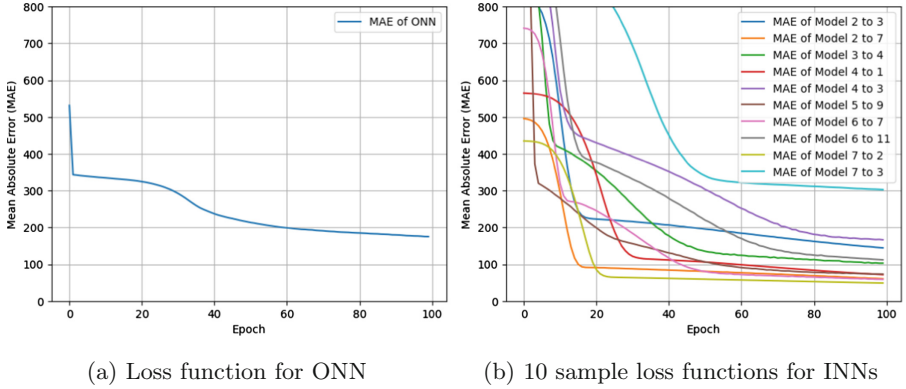 800
700
600
500
400
300
200
100
0
Mean Absolute Error (MAE)
MAE of ONN
0 20 40 60 80 100
Epoch
(a) Loss function for ONN
800
700
600
500
400
300
200
100
0
Mean Absolute Error (MAE)
MAE of Model 2 to 3
MAE of Model 2 to 7
MAE of Model 3 to 4
MAE of Model 4 to 1
MAE of Model 4 to 3
MAE of Model 5 to 9
MAE of Model 6 to 7
MAE of Model 6 to 11
MAE of Model 7 to 2
MAE of Model 7 to 3
0 20 40 60 80 100
Epoch
(b) 10 sample loss functions for INNs